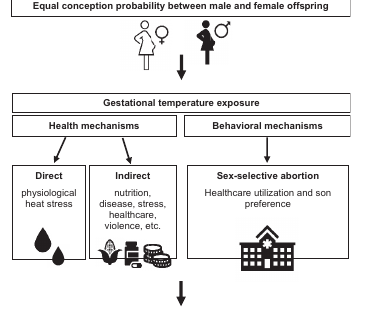 Equal conception probability between male and female offspring
Gestational temperature exposure
Health mechanisms
Behavioral mechanisms
Direct
physiological
heat stress
Indirect
nutrition,
disease, stress,
healthcare,
violence, etc.
Sex-selective abortion
Healthcare utilization and son
preference